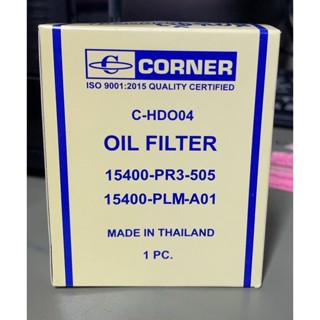 CORNER
ISO 9001:2015 QUALITY CERTIFIED
C-HDO04
OIL FILTER
15400-PR3-505
15400-PLM-A01
MADE IN THAILAND
1 PC.